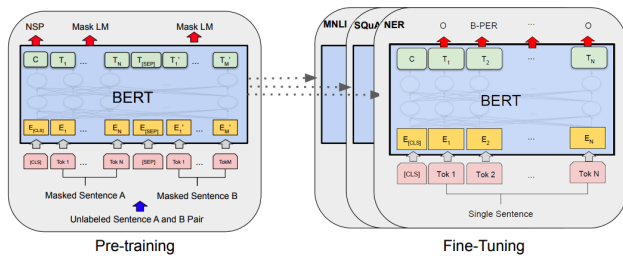 NSP Mask LM Mask LM
C T1 ... TN T[SEP] T1' ... TM'
BERT
E[CLS] E1 ... EN E[SEP] E1' ... EM'
[CLS] Tok 1 ... Tok N [SEP] Tok 1 ... TokM
Masked Sentence A Masked Sentence B
Unlabeled Sentence A and B Pair
Pre-training
MNLI SQuA NER
O B-PER ... O
C T1 T2 ... TN
BERT
E[CLS] E1 E2 ... EN
[CLS] Tok 1 Tok 2 ... Tok N
Single Sentence
Fine-Tuning